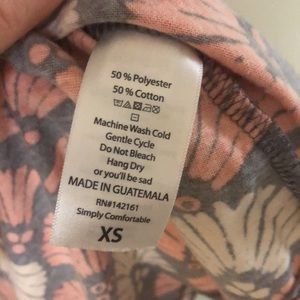 50 % Polyester
50 % Cotton
Machine Wash Cold
Gentle Cycle
Do Not Bleach
Hang Dry
or you'll be sad
MADE IN GUATEMALA
RN#142161
Simply Comfortable
XS